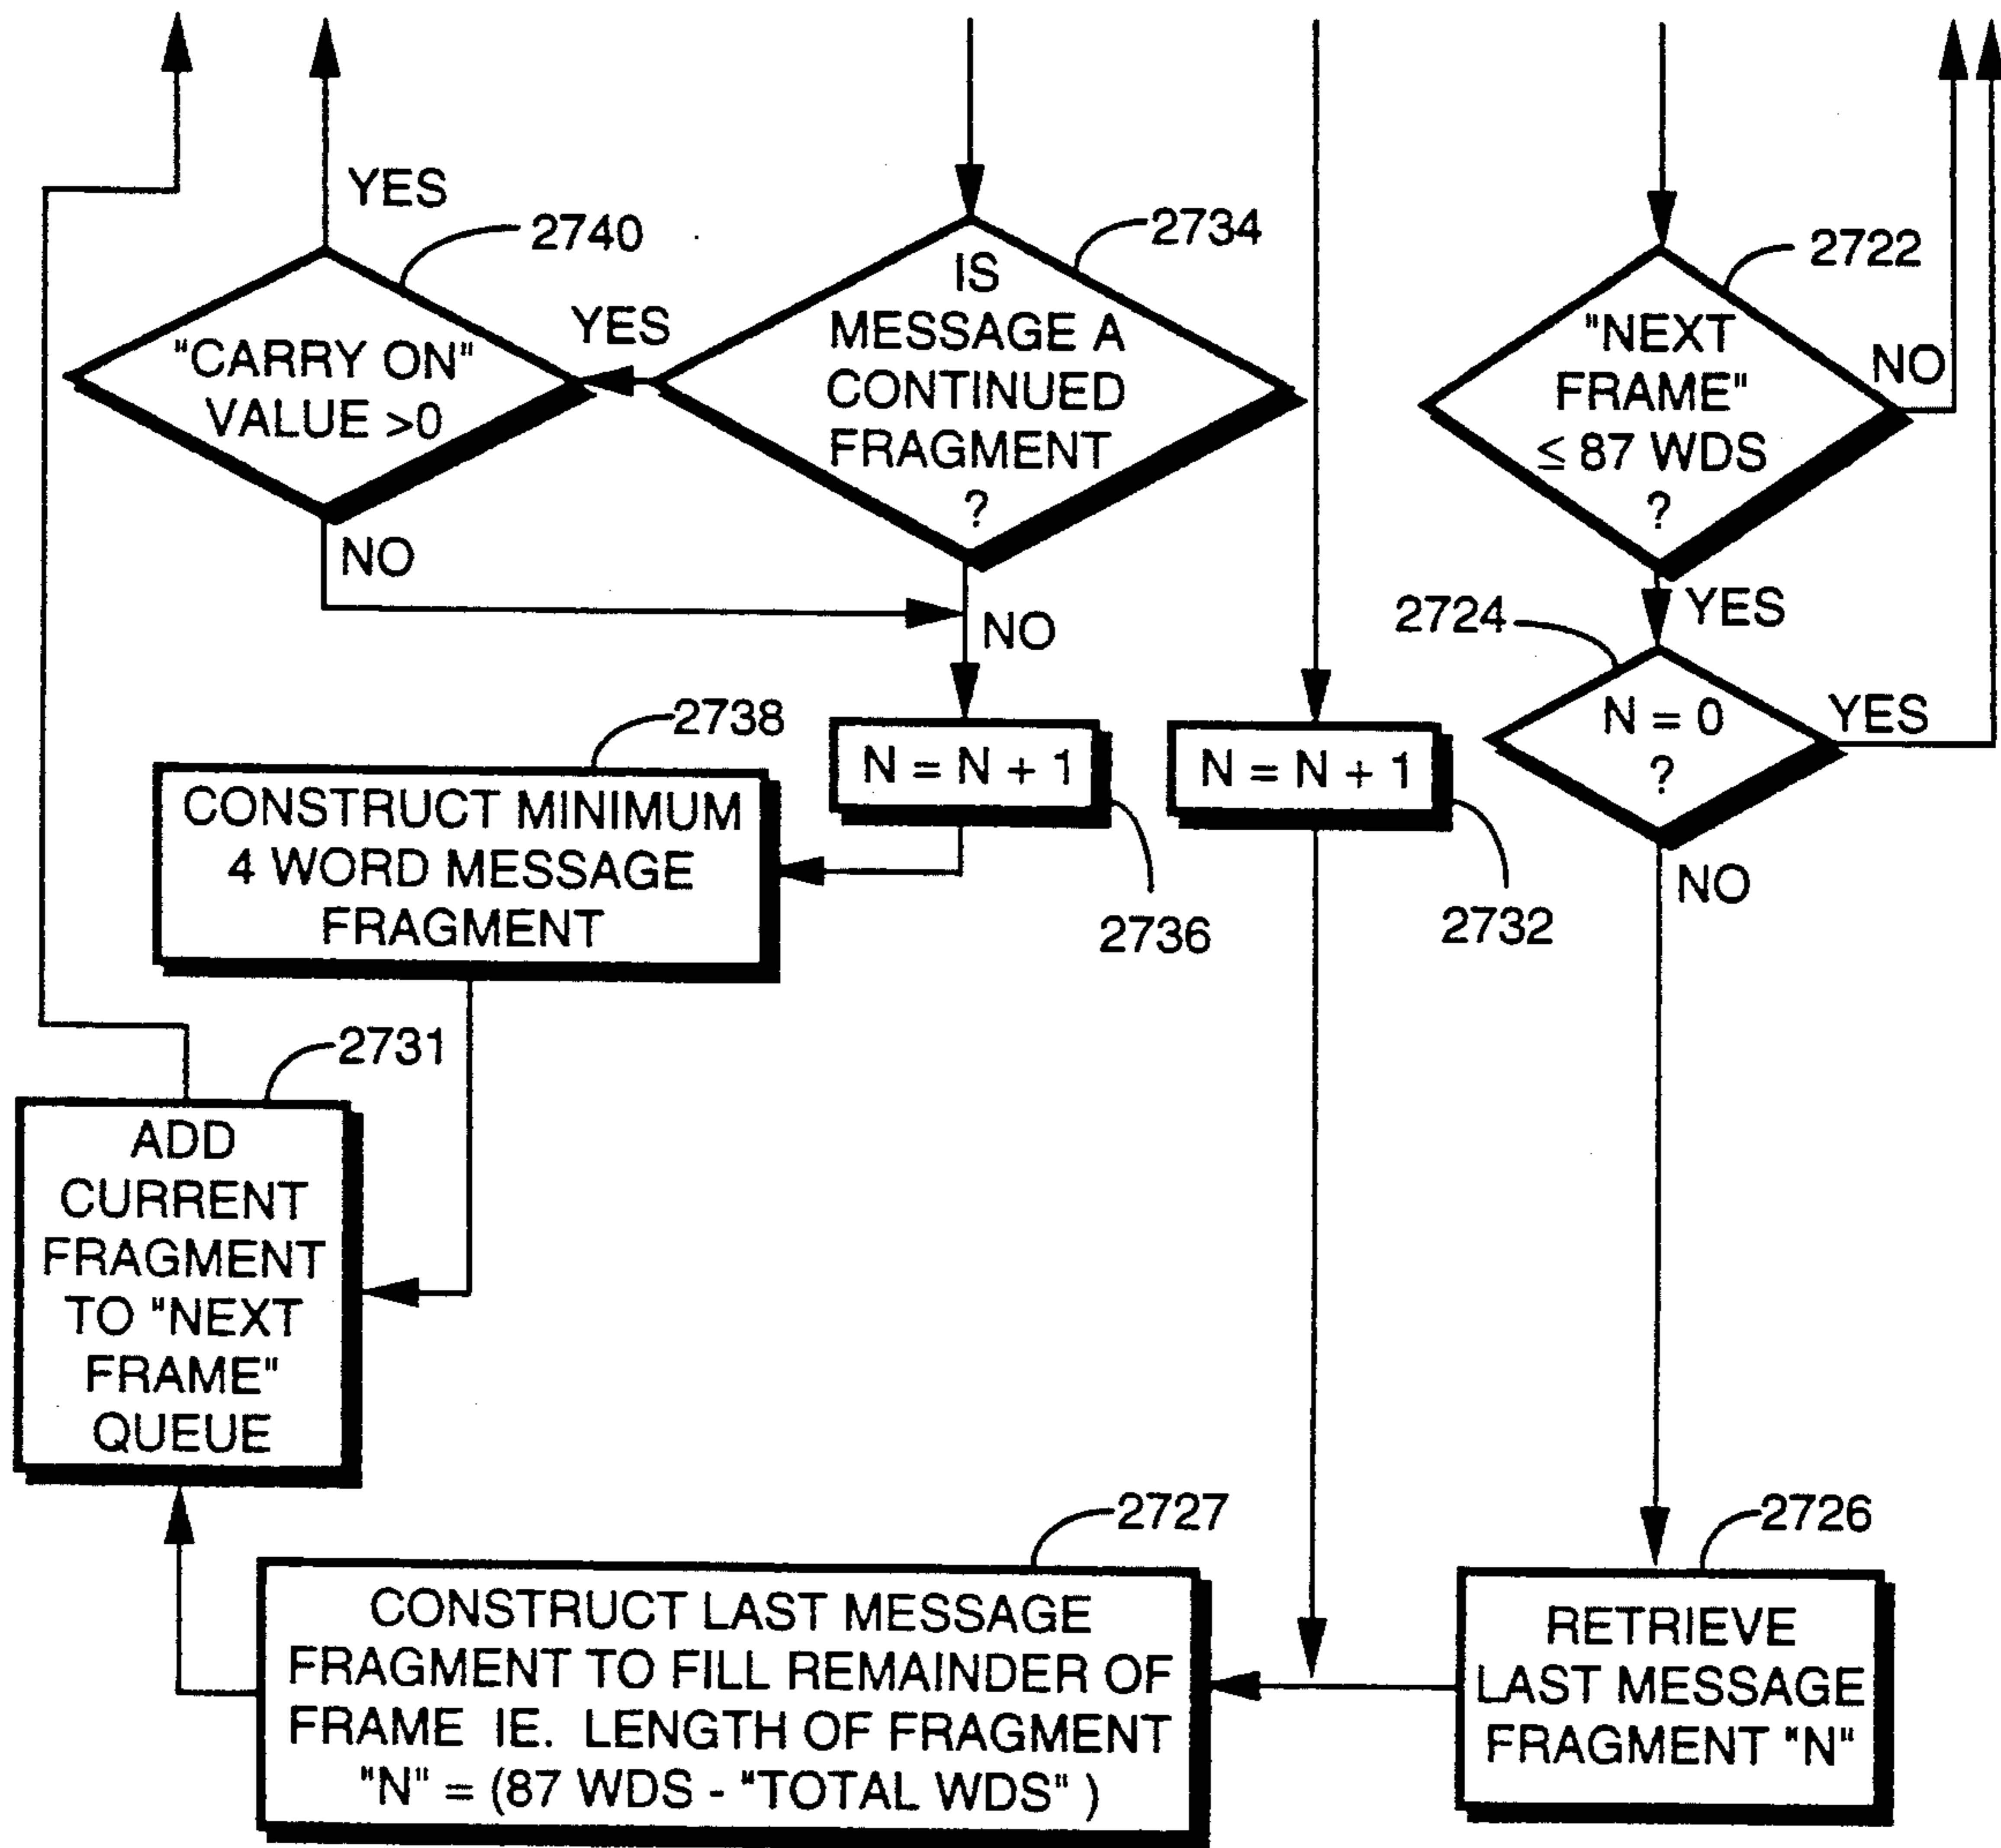 YES
2740
"CARRY ON"
VALUE >0
YES
NO
2734
IS
MESSAGE A
CONTINUED
FRAGMENT
?
NO
2722
"NEXT
FRAME"
≤ 87 WDS
?
NO
YES
2724
N = 0
?
YES
NO
2738
CONSTRUCT MINIMUM
4 WORD MESSAGE
FRAGMENT
N = N + 1
2736
N = N + 1
2732
2731
ADD
CURRENT
FRAGMENT
TO "NEXT
FRAME"
QUEUE
2727
CONSTRUCT LAST MESSAGE
FRAGMENT TO FILL REMAINDER OF
FRAME IE. LENGTH OF FRAGMENT
"N" = (87 WDS - "TOTAL WDS" )
2726
RETRIEVE
LAST MESSAGE
FRAGMENT "N"